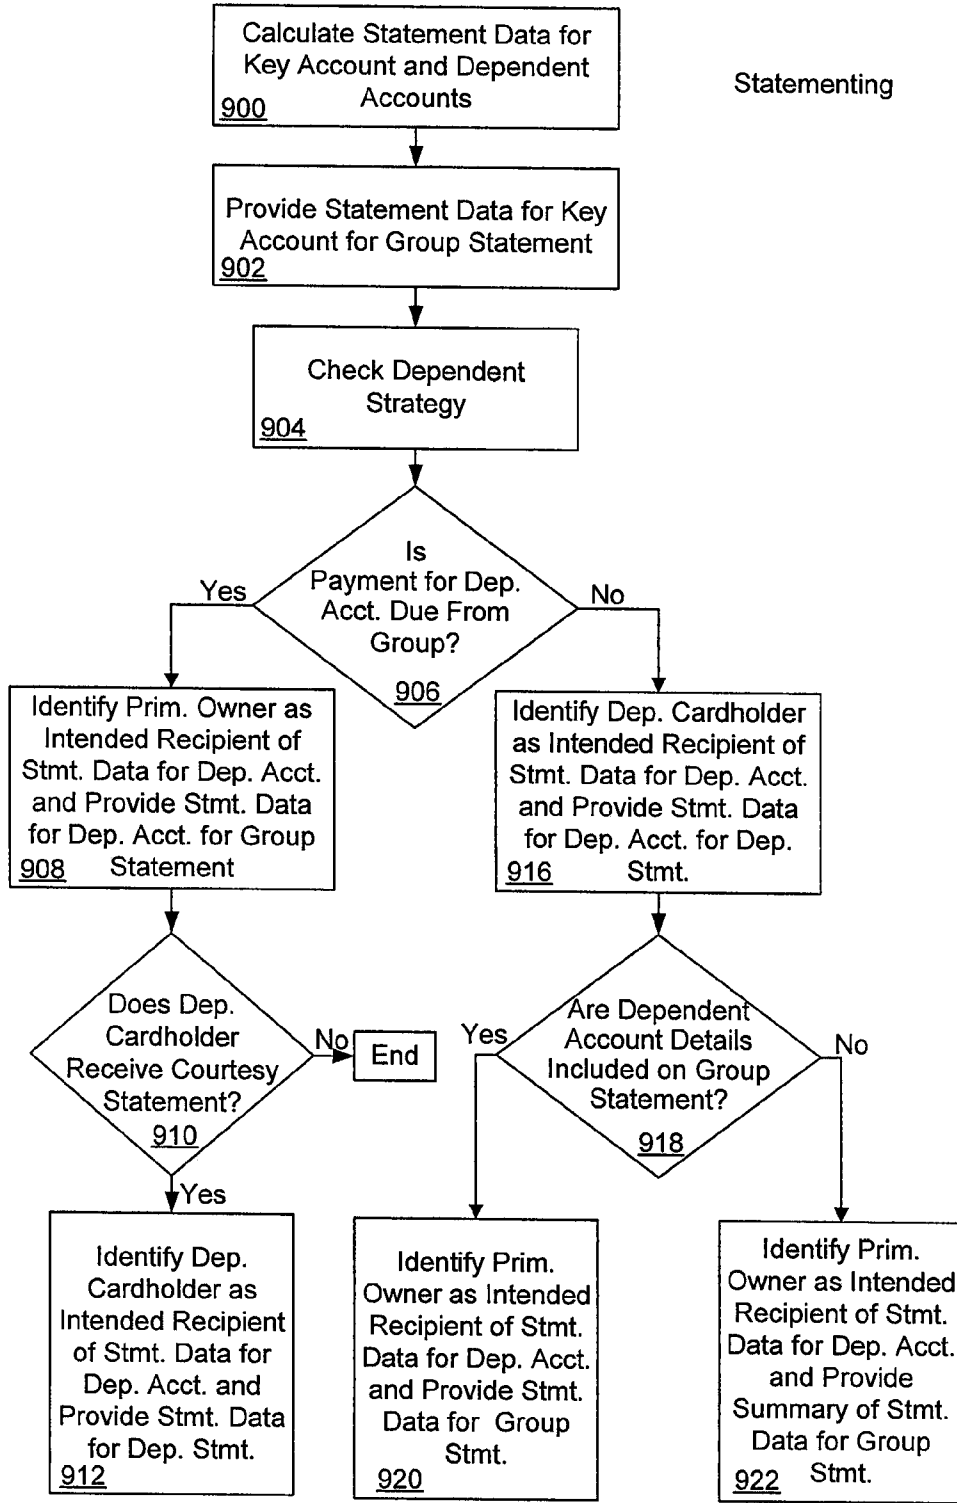 Calculate Statement Data for
Key Account and Dependent
Accounts
900
Statementing
Provide Statement Data for Key
Account for Group Statement
902
Check Dependent
Strategy
904
Is
Payment for Dep.
Acct. Due From
Group?
906
Yes
No
Identify Prim. Owner as
Intended Recipient of
Stmt. Data for Dep. Acct.
and Provide Stmt. Data
for Dep. Acct. for Group
Statement
908
Identify Dep. Cardholder
as Intended Recipient of
Stmt. Data for Dep. Acct.
and Provide Stmt. Data
for Dep. Acct. for Dep.
Stmt.
916
Does Dep.
Cardholder
Receive Courtesy
Statement?
910
No
End
Yes
Are Dependent
Account Details
Included on Group
Statement?
918
Yes
No
Identify Dep.
Cardholder as
Intended Recipient
of Stmt. Data for
Dep. Acct. and
Provide Stmt. Data
for Dep. Stmt.
912
Identify Prim.
Owner as Intended
Recipient of Stmt.
Data for Dep. Acct.
and Provide Stmt.
Data for Group
Stmt.
920
Identify Prim.
Owner as Intended
Recipient of Stmt.
Data for Dep. Acct.
and Provide
Summary of Stmt.
Data for Group
Stmt.
922